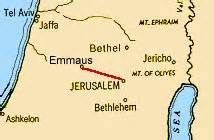 Tel Aviv
Jaffa
MT. EPHRAIM
Bethel
Emmaus
Jericho
MT. OF OLIVES
JERUSALEM
Bethlehem
Ashkelon
SEA